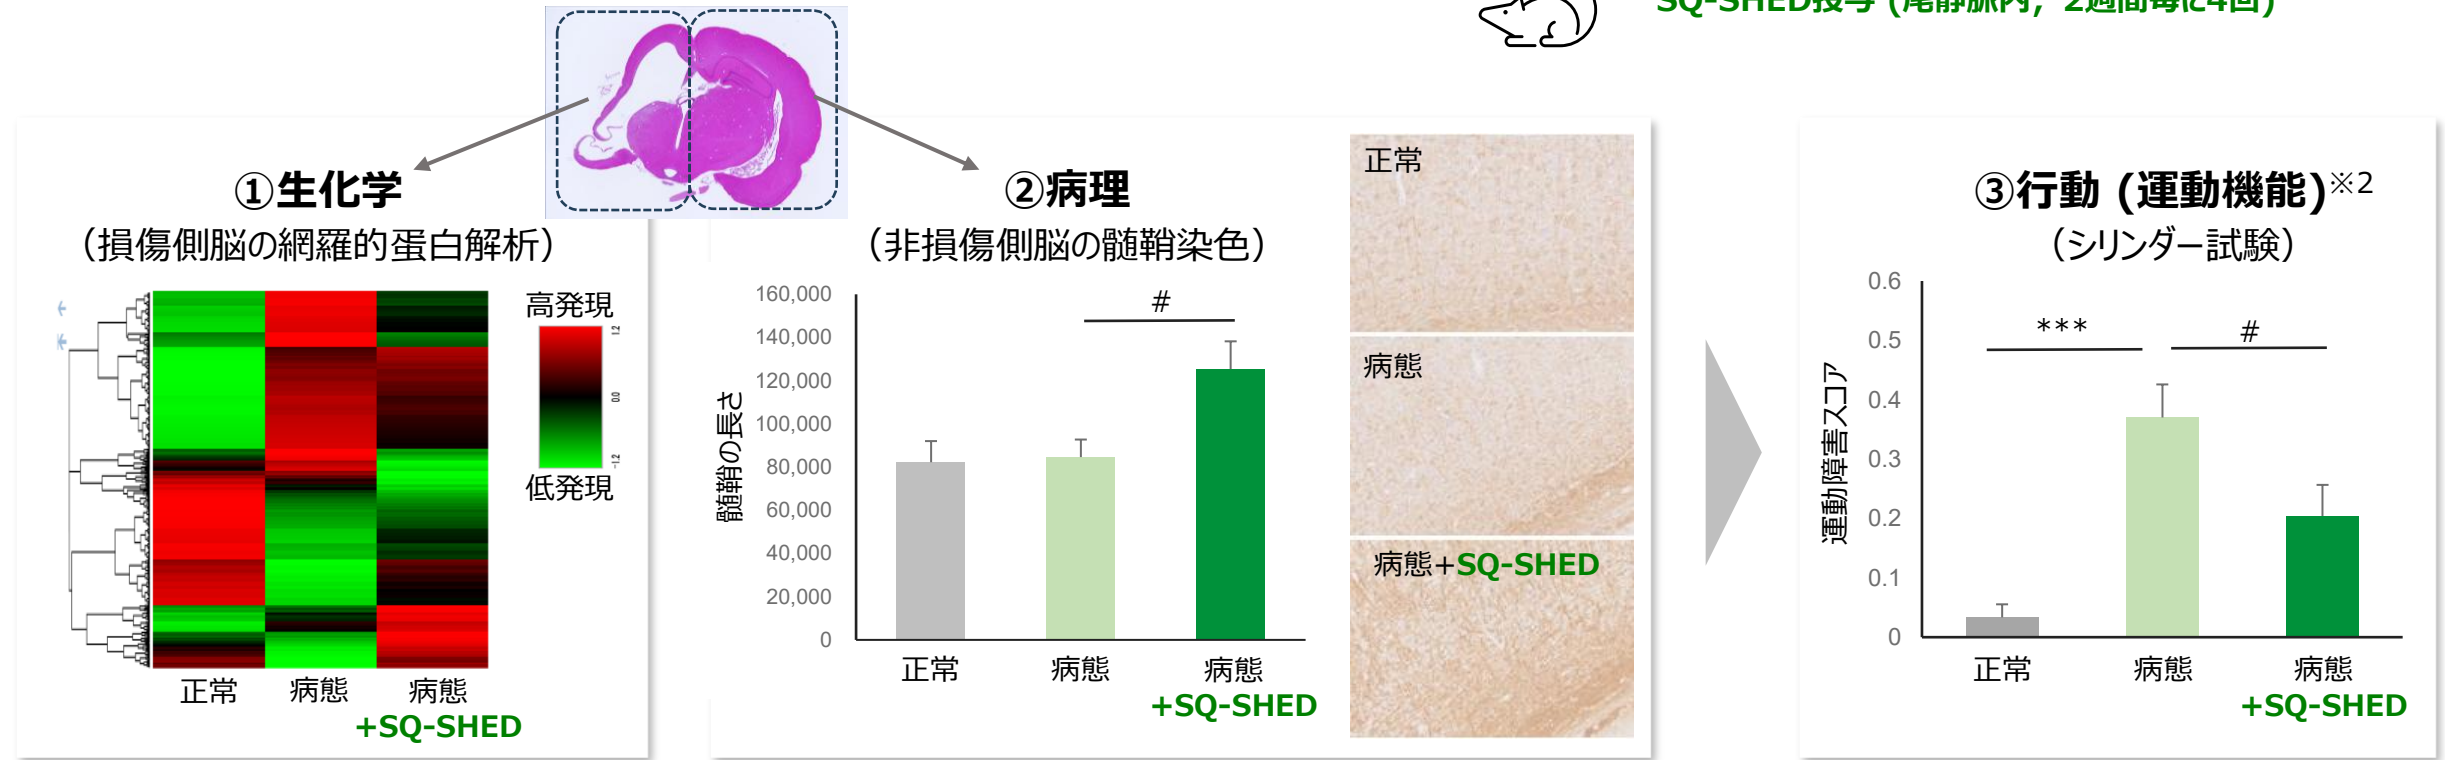 SQ-SHED投与 (尾静脈内, 2週間毎に4回)
①生化学
（損傷側脳の網羅的蛋白解析）
高発現
1.2
0.0
-1.2
低発現
正常
病態
病態
+SQ-SHED
②病理
（非損傷側脳の髄鞘染色）
髄鞘の長さ
160,000
140,000
120,000
100,000
80,000
60,000
40,000
20,000
0
#
正常
病態
病態
+SQ-SHED
正常
病態
病態+SQ-SHED
③行動 (運動機能)※2
（シリンダー試験）
運動障害スコア
0.6
0.5
0.4
0.3
0.2
0.1
0
***
#
正常
病態
病態
+SQ-SHED